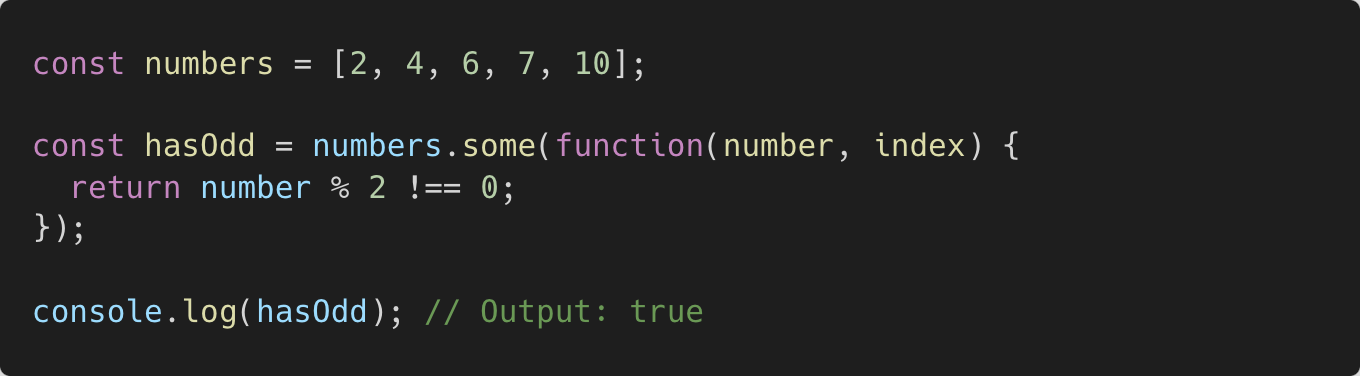 const numbers = [2, 4, 6, 7, 10];
const hasOdd = numbers.some(function(number, index) {
  return number % 2 !== 0;
});
console.log(hasOdd); // Output: true